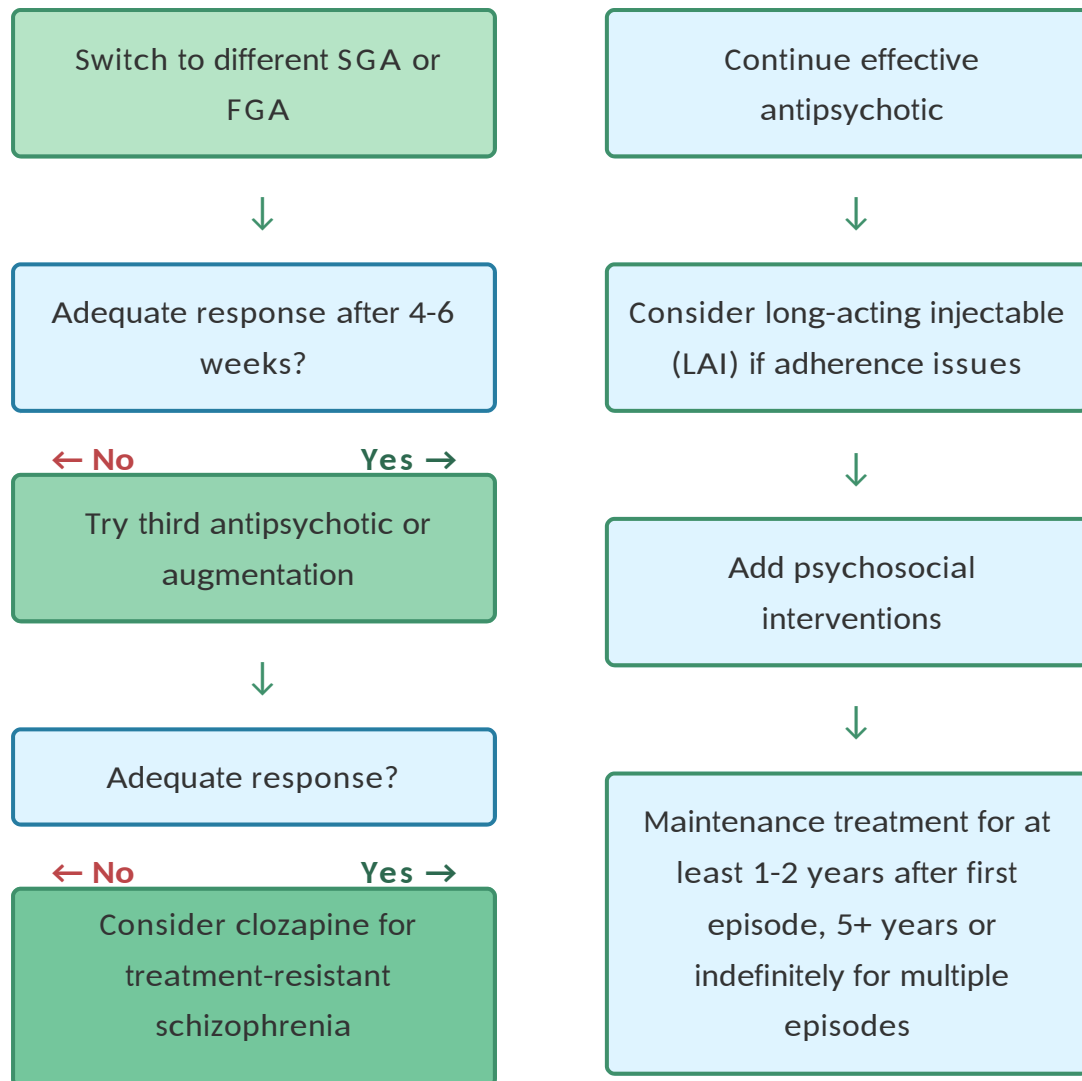 Switch to different SGA or
FGA
↓
Adequate response after 4-6
weeks?
← No
Yes →
Try third antipsychotic or
augmentation
↓
Adequate response?
← No
Yes →
Consider clozapine for
treatment-resistant
schizophrenia
Continue effective
antipsychotic
↓
Consider long-acting injectable
(LAI) if adherence issues
↓
Add psychosocial
interventions
↓
Maintenance treatment for at
least 1-2 years after first
episode, 5+ years or
indefinitely for multiple
episodes